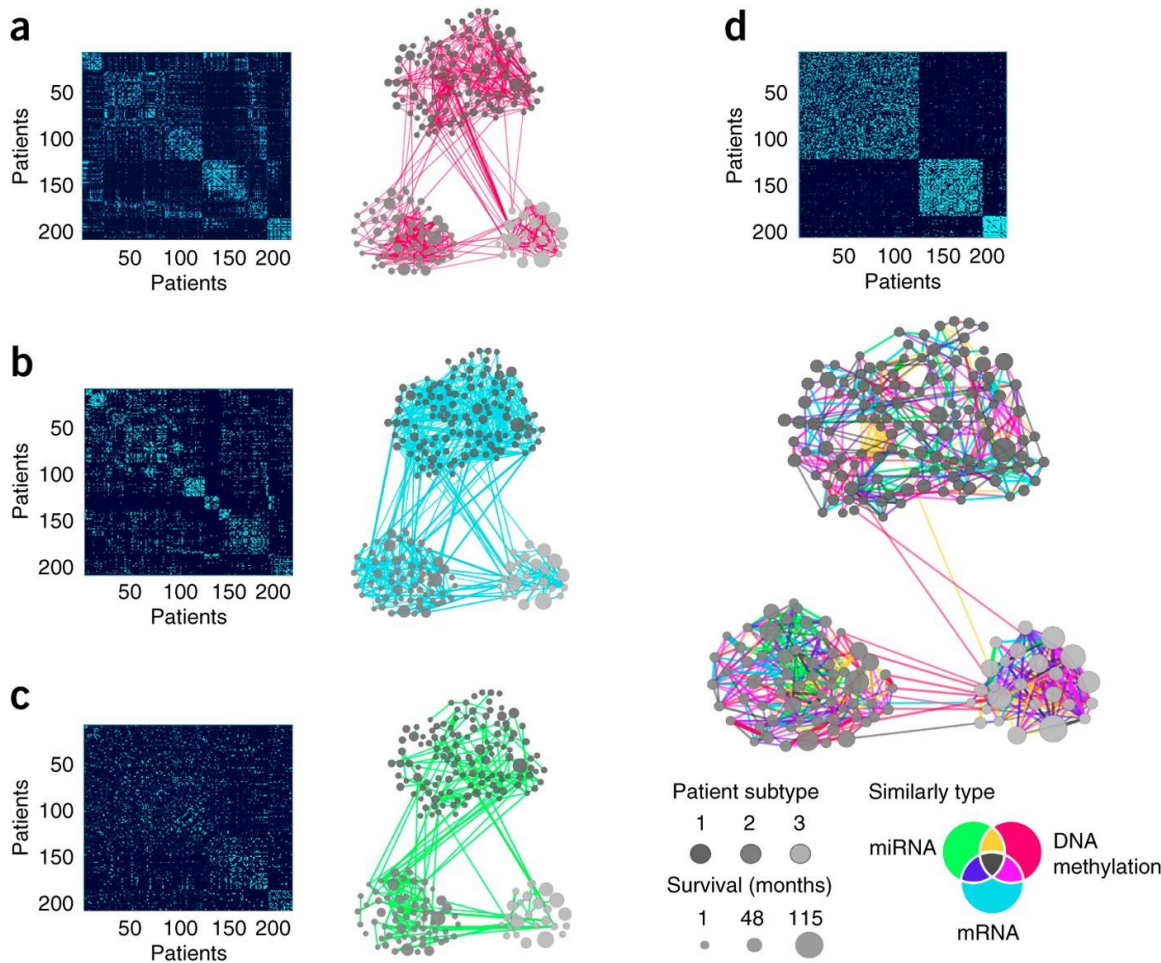 a
Patients
50
100
150
200
50 100 150 200
Patients
b
Patients
50
100
150
200
50 100 150 200
Patients
c
Patients
50
100
150
200
50 100 150 200
Patients
d
Patients
50
100
150
200
50 100 150 200
Patients
Patient subtype
1 2 3
Survival (months)
1 48 115
Similarly type
miRNA
DNA
methylation
mRNA